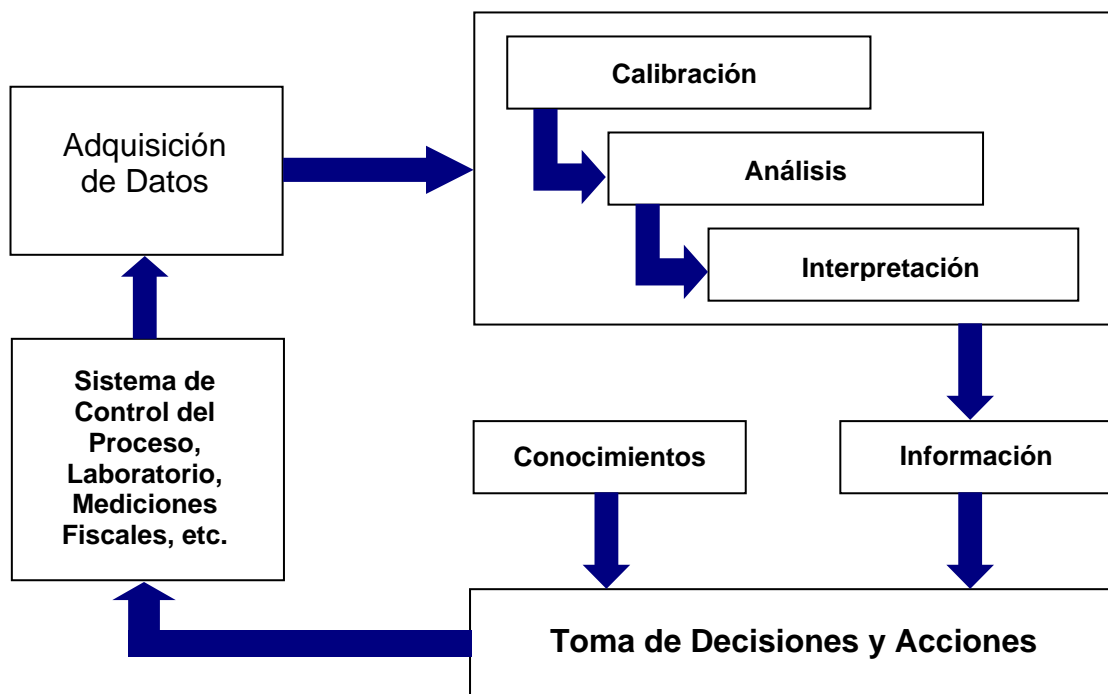 Adquisición
de Datos
Calibración
Análisis
Interpretación
Sistema de
Control del
Proceso,
Laboratorio,
Mediciones
Fiscales, etc.
Conocimientos
Información
Toma de Decisiones y Acciones